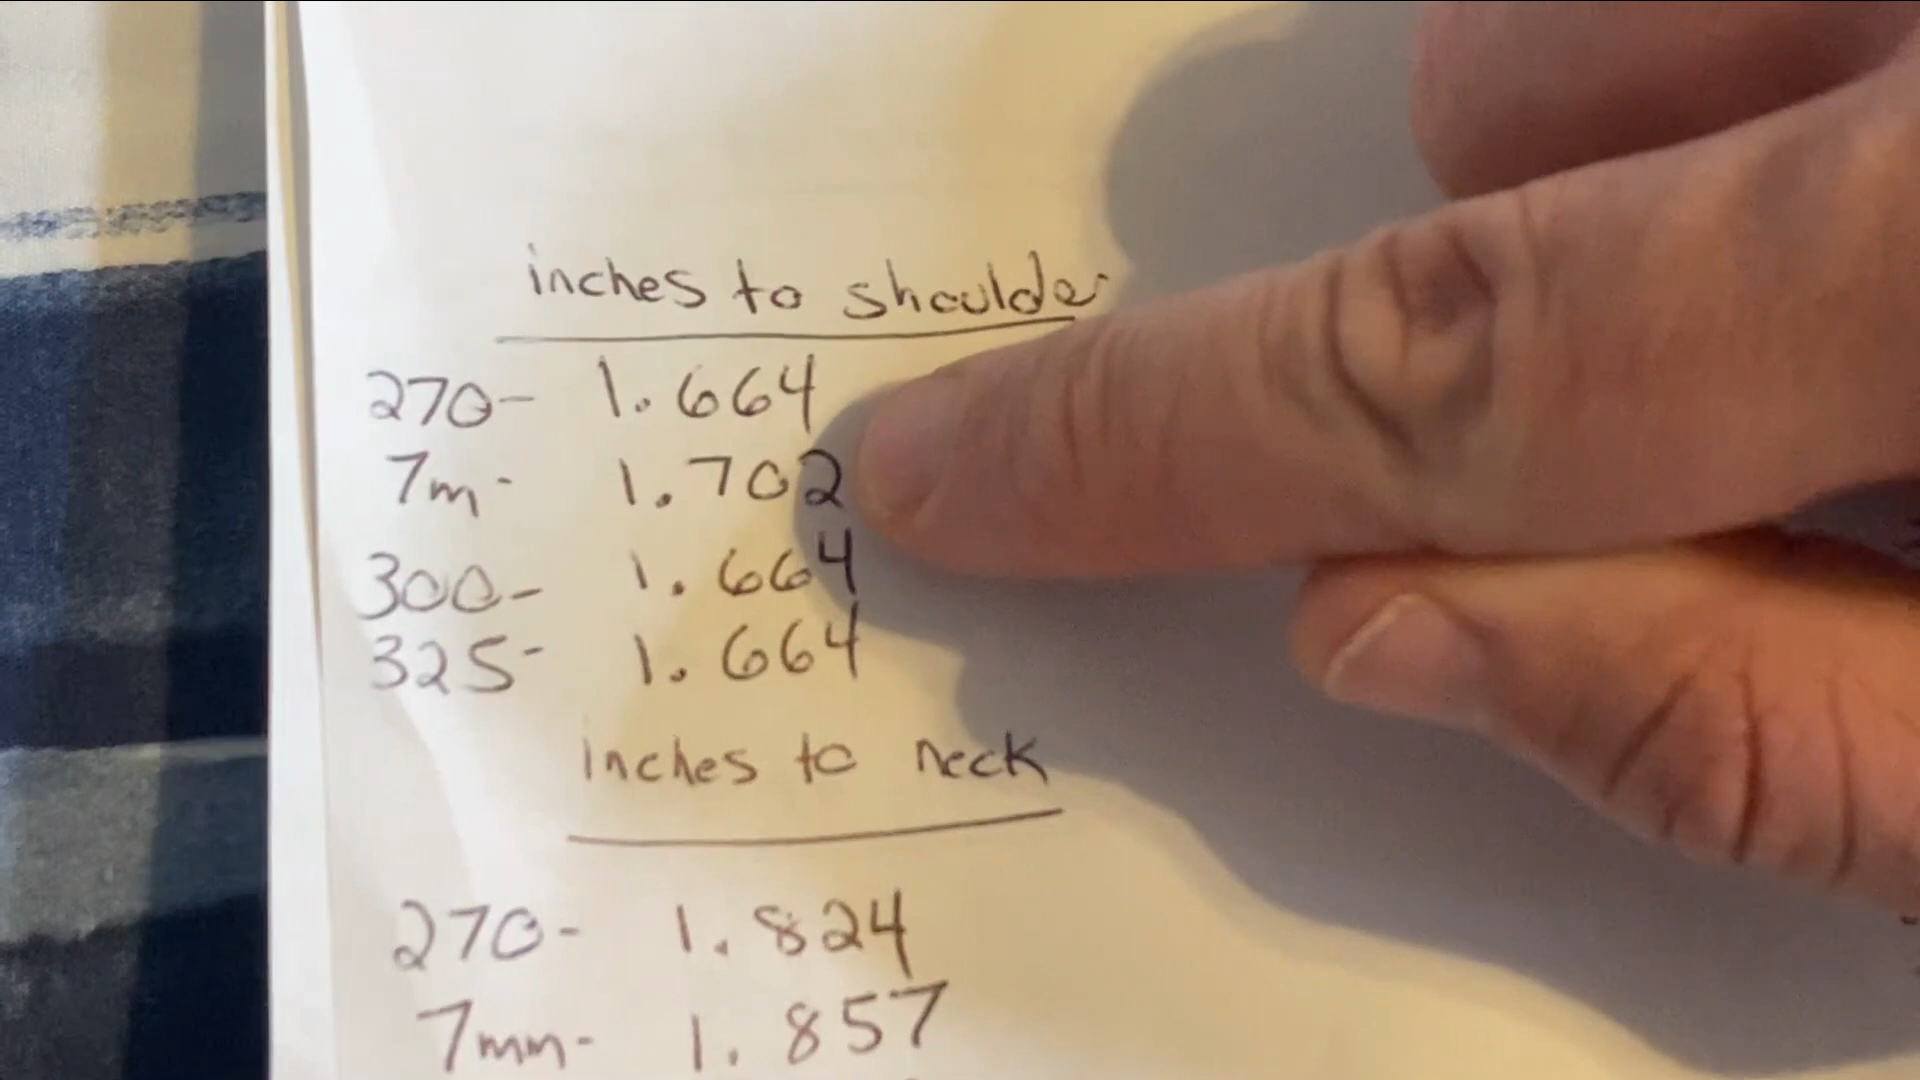 inches to shoulder
270- 1.664
7m- 1.702
300- 1.664
325- 1.664
inches to neck
270- 1.824
7mm- 1.857